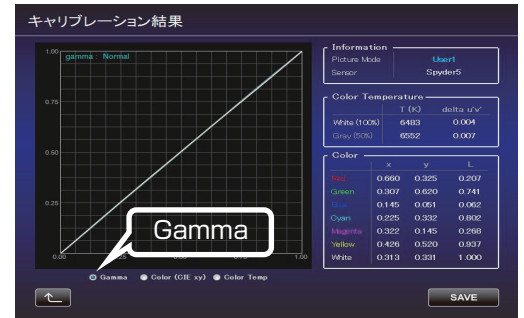 キャリブレーション結果
1.00
gamma : Normal
0.75
0.50
0.25
0.00
0.25
1.00
Gamma
Gamma Color (CIE xy) Color Temp
Information
Picture Mode User1
Sensor Spyder5
Color Temperature
T (K) delta u'v'
White (100%) 6483 0.004
Gray (50%) 6552 0.007
Color
x y L
Red 0.660 0.325 0.207
Green 0.307 0.620 0.741
Blue 0.145 0.051 0.062
Cyan 0.225 0.332 0.802
Magenta 0.322 0.145 0.268
Yellow 0.426 0.520 0.937
White 0.313 0.331 1.000
SAVE